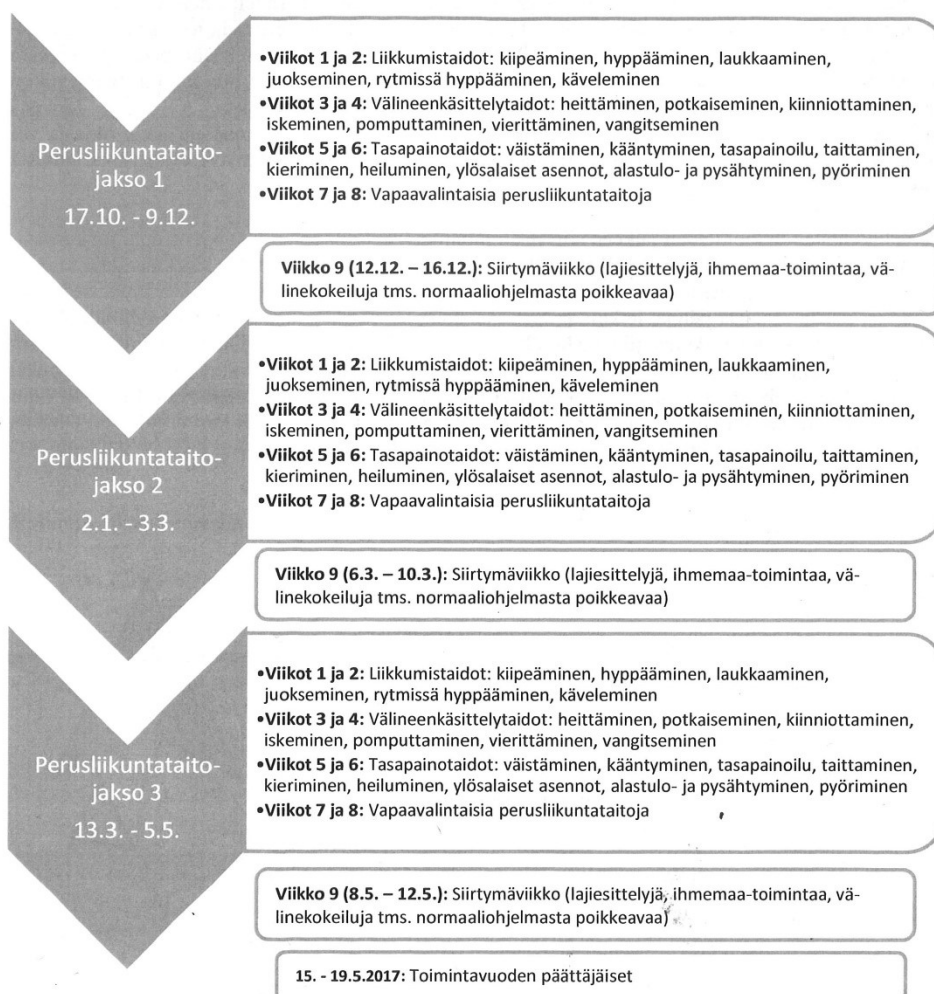 Perusliikuntataito-
jakso 1
17.10. - 9.12.
•Viikot 1 ja 2: Liikkumistaidot: kiipeäminen, hyppääminen, laukkaaminen,
juokseminen, rytmissä hyppääminen, käveleminen
•Viikot 3 ja 4: Välineenkäsittelytaidot: heittäminen, potkaiseminen, kiinniottaminen,
iskeminen, pomputtaminen, vierittäminen, vangitseminen
•Viikot 5 ja 6: Tasapainotaidot: väistäminen, kääntyminen, tasapainoilu, taittaminen,
kieriminen, heiluminen, ylösalaiset asennot, alastulo- ja pysähtyminen, pyöriminen
•Viikot 7 ja 8: Vapaavalintaisia perusliikuntataitoja
Viikko 9 (12.12. – 16.12.): Siirtymäviikko (lajiesittelyjä, ihmemaa-toimintaa, vä-
linekokeiluja tms. normaaliohjelmasta poikkeavaa)
Perusliikuntataito-
jakso 2
2.1. - 3.3.
•Viikot 1 ja 2: Liikkumistaidot: kiipeäminen, hyppääminen, laukkaaminen,
juokseminen, rytmissä hyppääminen, käveleminen
•Viikot 3 ja 4: Välineenkäsittelytaidot: heittäminen, potkaiseminen, kiinniottaminen,
iskeminen, pomputtaminen, vierittäminen, vangitseminen
•Viikot 5 ja 6: Tasapainotaidot: väistäminen, kääntyminen, tasapainoilu, taittaminen,
kieriminen, heiluminen, ylösalaiset asennot, alastulo- ja pysähtyminen, pyöriminen
•Viikot 7 ja 8: Vapaavalintaisia perusliikuntataitoja
Viikko 9 (6.3. – 10.3.): Siirtymäviikko (lajiesittelyjä, ihmemaa-toimintaa, vä-
linekokeiluja tms. normaaliohjelmasta poikkeavaa)
Perusliikuntataito-
jakso 3
13.3. - 5.5.
•Viikot 1 ja 2: Liikkumistaidot: kiipeäminen, hyppääminen, laukkaaminen,
juokseminen, rytmissä hyppääminen, käveleminen
•Viikot 3 ja 4: Välineenkäsittelytaidot: heittäminen, potkaiseminen, kiinniottaminen,
iskeminen, pomputtaminen, vierittäminen, vangitseminen
•Viikot 5 ja 6: Tasapainotaidot: väistäminen, kääntyminen, tasapainoilu, taittaminen,
kieriminen, heiluminen, ylösalaiset asennot, alastulo- ja pysähtyminen, pyöriminen
•Viikot 7 ja 8: Vapaavalintaisia perusliikuntataitoja
Viikko 9 (8.5. – 12.5.): Siirtymäviikko (lajiesittelyjä, ihmemaa-toimintaa, vä-
linekokeiluja tms. normaaliohjelmasta poikkeavaa)
15. - 19.5.2017: Toimintavuoden päättäjäiset